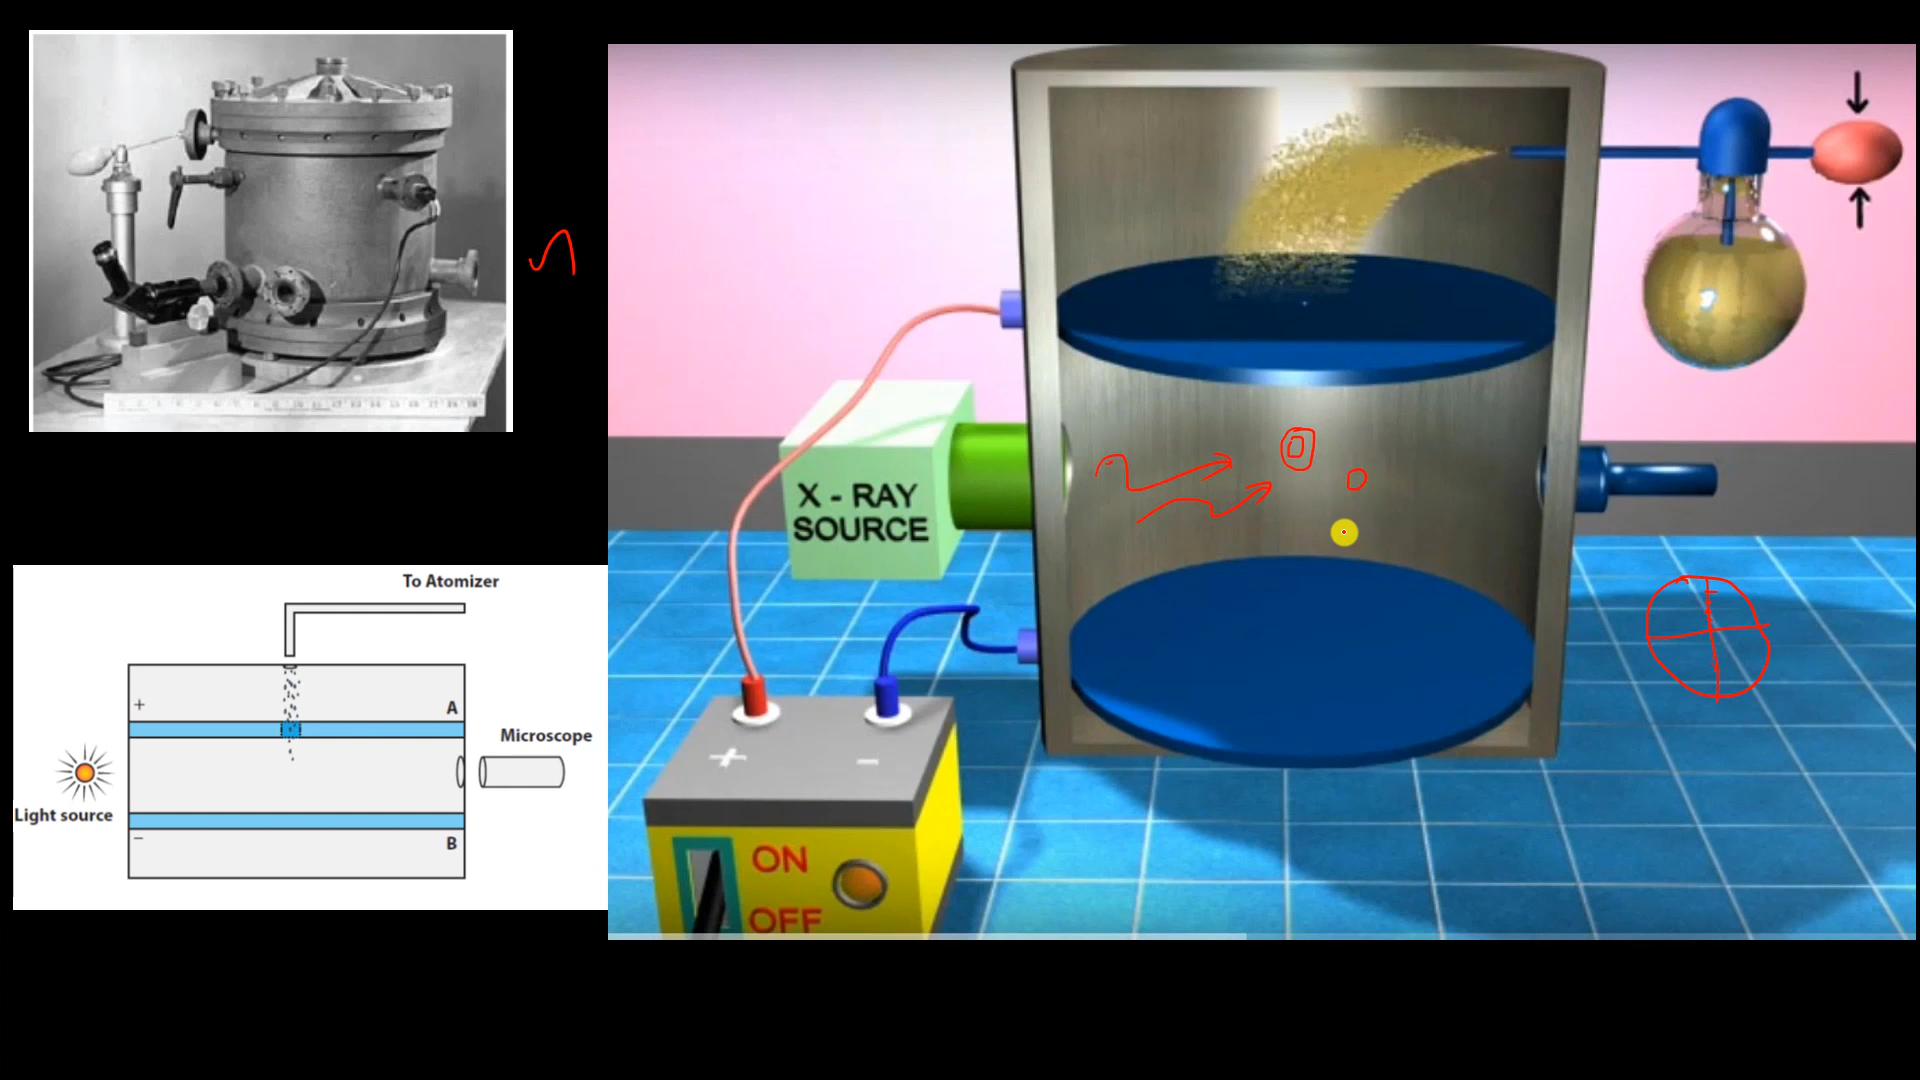 To Atomizer
+
A
Microscope
Light source
−
B
X - RAY
SOURCE
+ −
ON
OFF